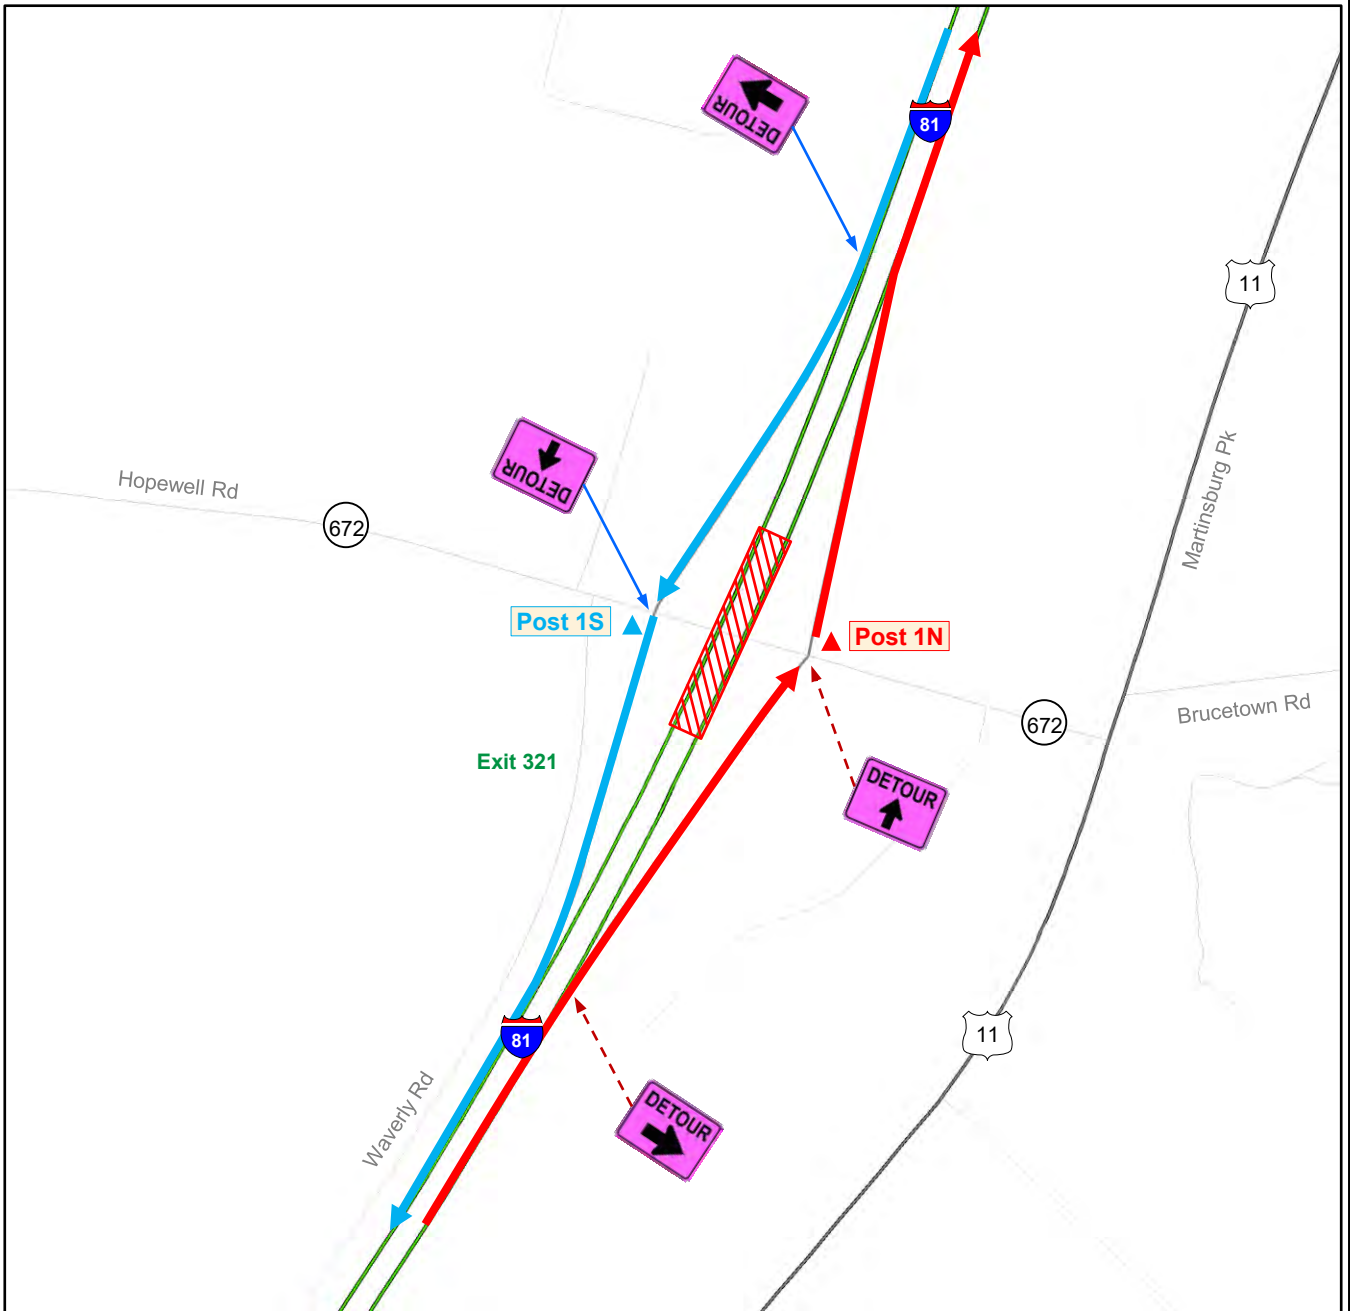 DETOUR
81
11
Martinsburg Pk
DETOUR
Hopewell Rd
672
Post 1S
Post 1N
672
Brucetown Rd
Exit 321
DETOUR
81
11
Waverly Rd
DETOUR